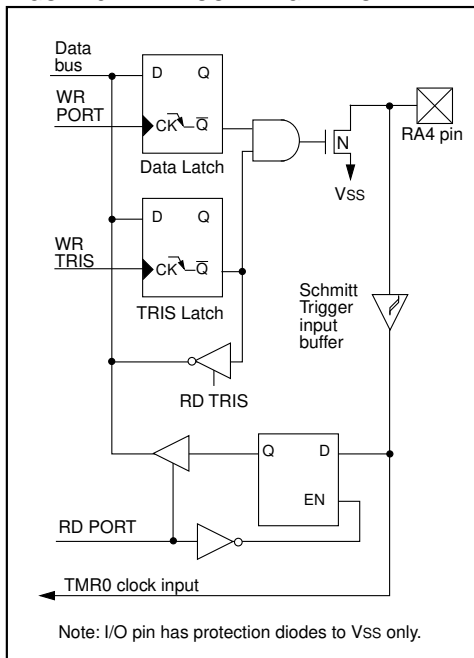 Data
bus
D Q
WR
PORT
CK Q̅
Data Latch
N
RA4 pin
VSS
D Q
WR
TRIS
CK Q̅
TRIS Latch
Schmitt
Trigger
input
buffer
RD TRIS
Q D
EN
RD PORT
TMR0 clock input
Note: I/O pin has protection diodes to VSS only.